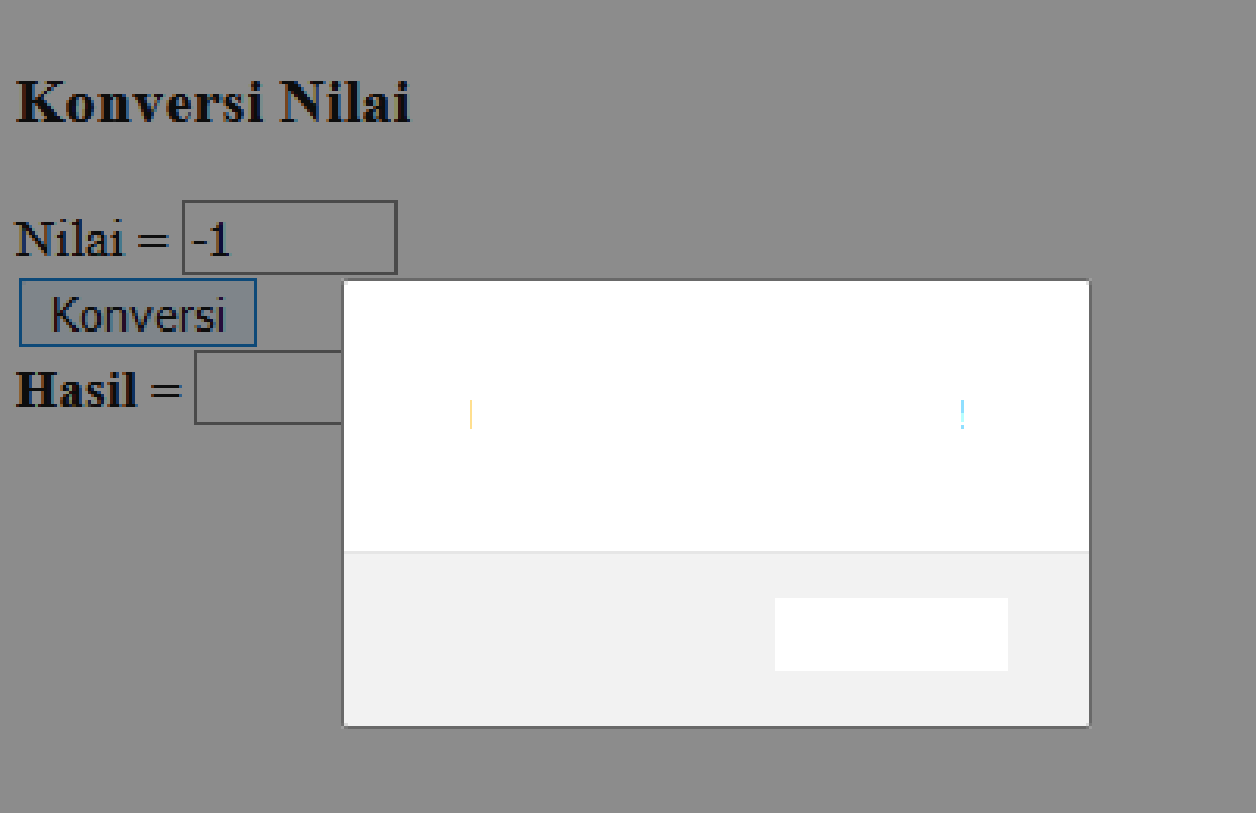 Konversi Nilai
Nilai = -1
Konversi
Hasil =